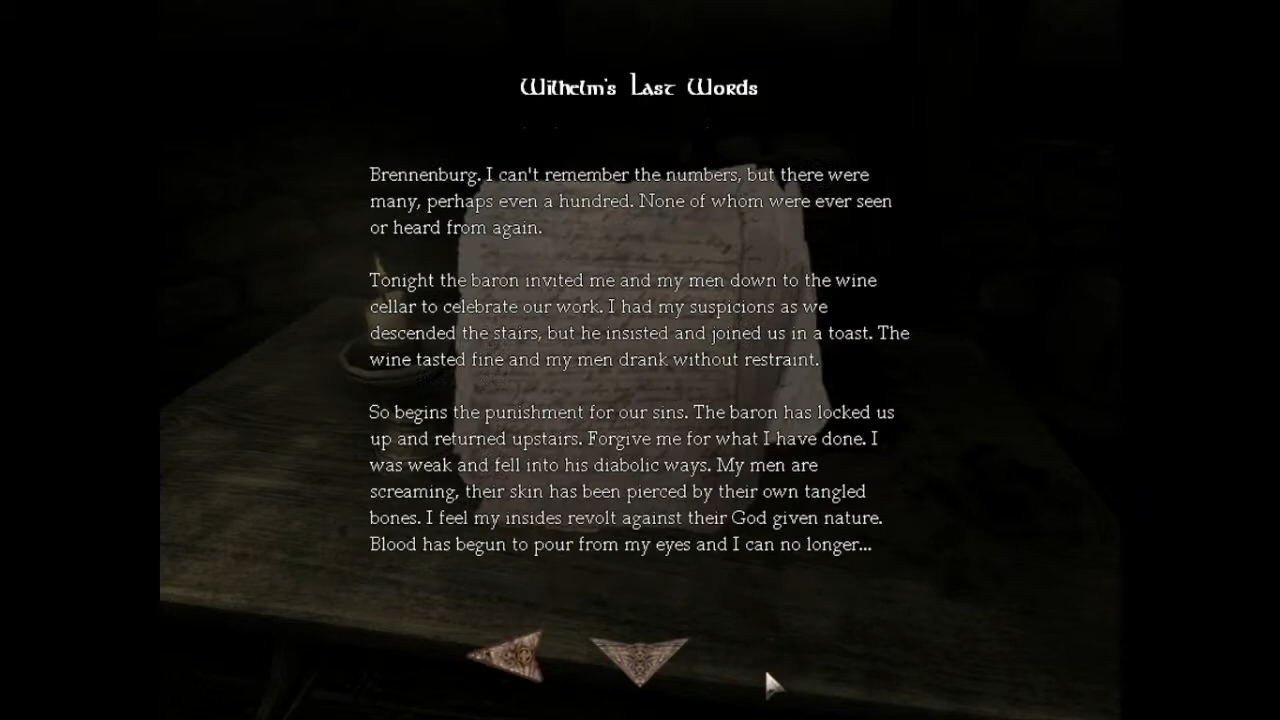 Wilhelm's Last Words
Brennenburg. I can't remember the numbers, but there were
many, perhaps even a hundred. None of whom were ever seen
or heard from again.
Tonight the baron invited me and my men down to the wine
cellar to celebrate our work. I had my suspicions as we
descended the stairs, but he insisted and joined us in a toast. The
wine tasted fine and my men drank without restraint.
So begins the punishment for our sins. The baron has locked us
up and returned upstairs. Forgive me for what I have done. I
was weak and fell into his diabolic ways. My men are
screaming, their skin has been pierced by their own tangled
bones. I feel my insides revolt against their God given nature.
Blood has begun to pour from my eyes and I can no longer...